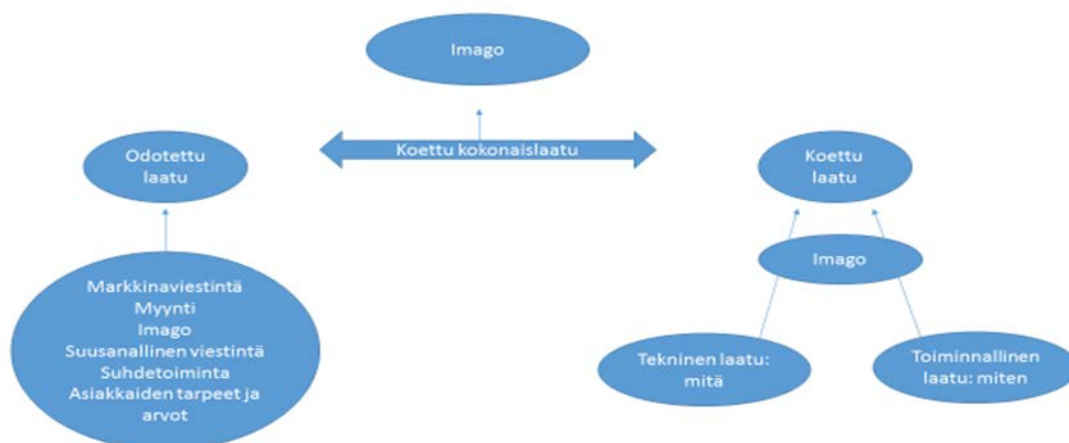 Imago
Koettu kokonaislaatu
Odotettu
laatu
Koettu
laatu
Imago
Markkinaviestintä
Myynti
Imago
Suusanallinen viestintä
Suhdetoiminta
Asiakkaiden tarpeet ja
arvot
Tekninen laatu:
mitä
Toiminnallinen
laatu: miten